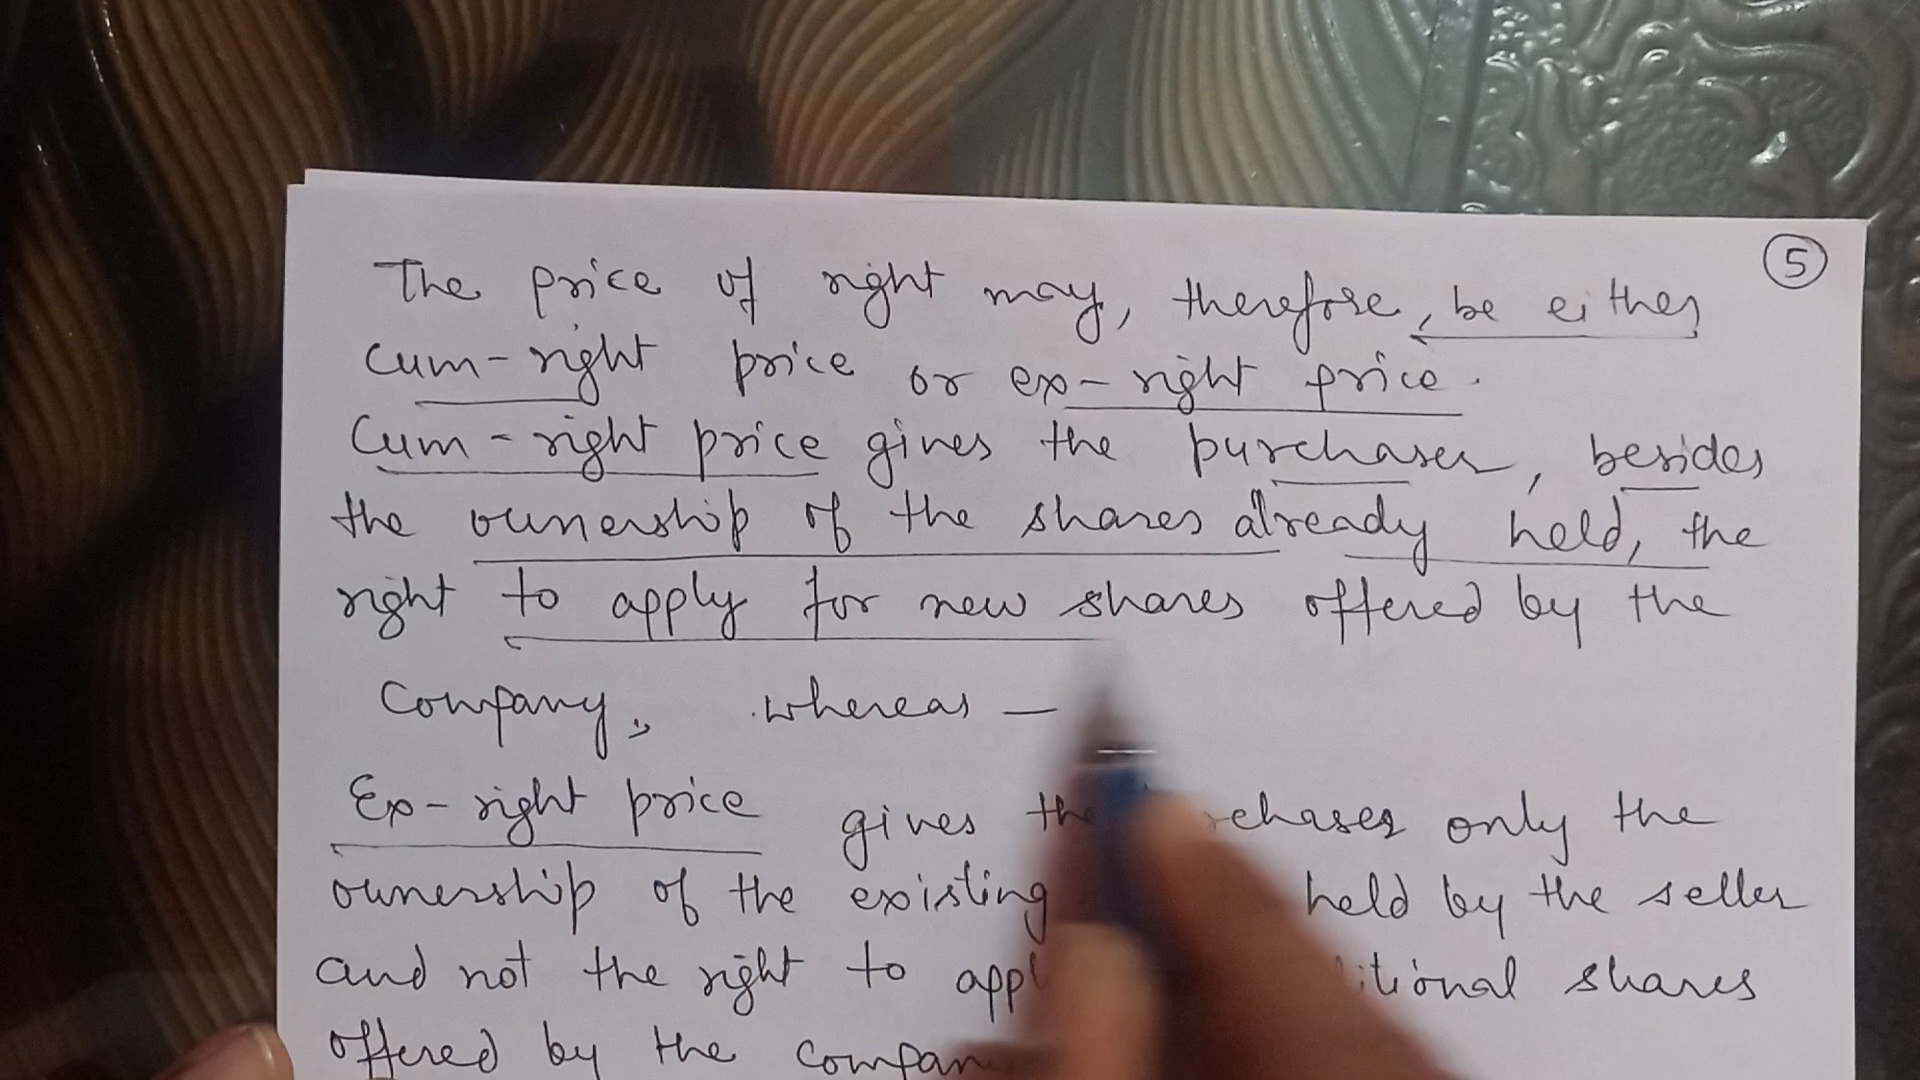 5
The price of right may, therefore, be either
cum-right price or ex-right price.
Cum-right price gives the purchaser, besides
the ownership of the shares already held, the
right to apply for new shares offered by the
Company, whereas —
Ex-right price gives the only the
ownership of the existing held by the seller
and not the right to shares
offered by the